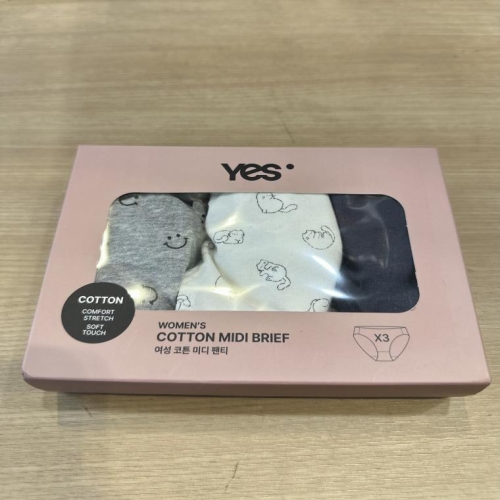 Yes
COTTON
COMFORT
STRETCH
SOFT
TOUCH
WOMEN'S
COTTON MIDI BRIEF
여성 코튼 미디 팬티
X3